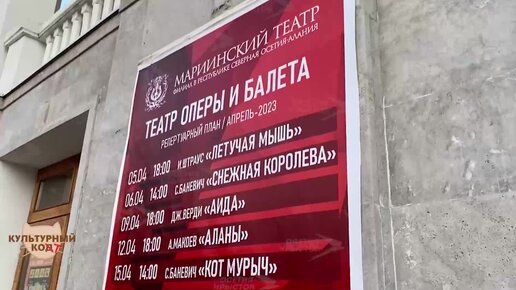 МАРИИНСКИЙ ТЕАТР
ФИЛИАЛ В РЕСПУБЛИКЕ СЕВЕРНАЯ ОСЕТИЯ-АЛАНИЯ
ТЕАТР ОПЕРЫ И БАЛЕТА
РЕПЕРТУАРНЫЙ ПЛАН / АПРЕЛЬ-2023
05.04 18:00 И.ШТРАУС «ЛЕТУЧАЯ МЫШЬ»
06.04 14:00 С.БАНЕВИЧ «СНЕЖНАЯ КОРОЛЕВА»
09.04 18:00 ДЖ.ВЕРДИ «АИДА»
12.04 18:00 А.МАКОЕВ «АЛАНЫ»
15.04 14:00 С.БАНЕВИЧ «КОТ МУРЫЧ»
КУЛЬТУРНЫЙ
КОД